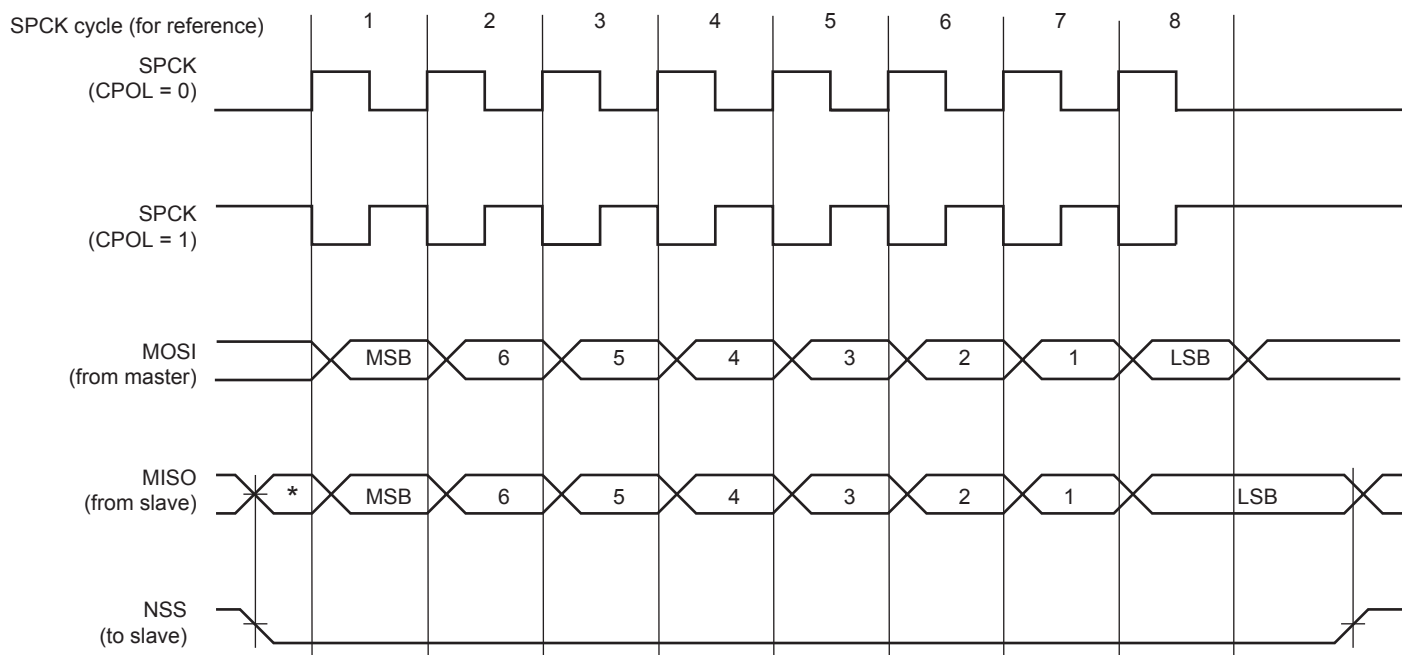 SPCK cycle (for reference) 1 2 3 4 5 6 7 8
SPCK
(CPOL = 0)
SPCK
(CPOL = 1)
MOSI
(from master)
MSB 6 5 4 3 2 1 LSB
MISO
(from slave)
* MSB 6 5 4 3 2 1 LSB
NSS
(to slave)